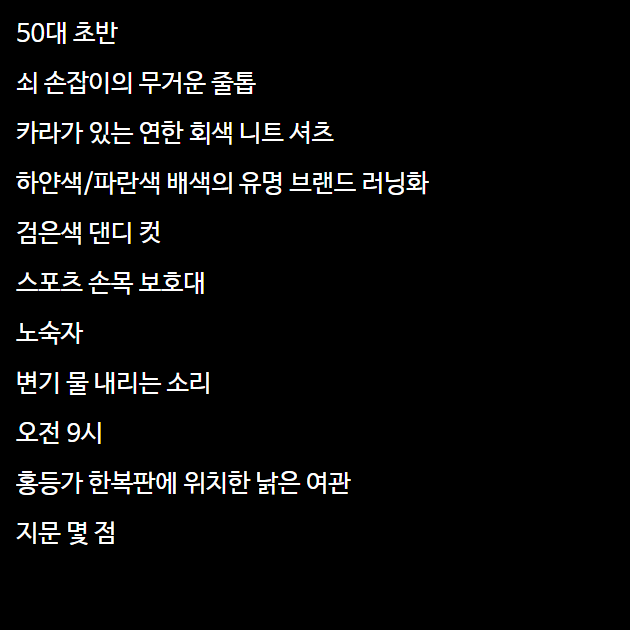 50대 초반
쇠 손잡이의 무거운 줄톱
카라가 있는 연한 회색 니트 셔츠
하얀색/파란색 배색의 유명 브랜드 러닝화
검은색 댄디 컷
스포츠 손목 보호대
노숙자
변기 물 내리는 소리
오전 9시
홍등가 한복판에 위치한 낡은 여관
지문 몇 점